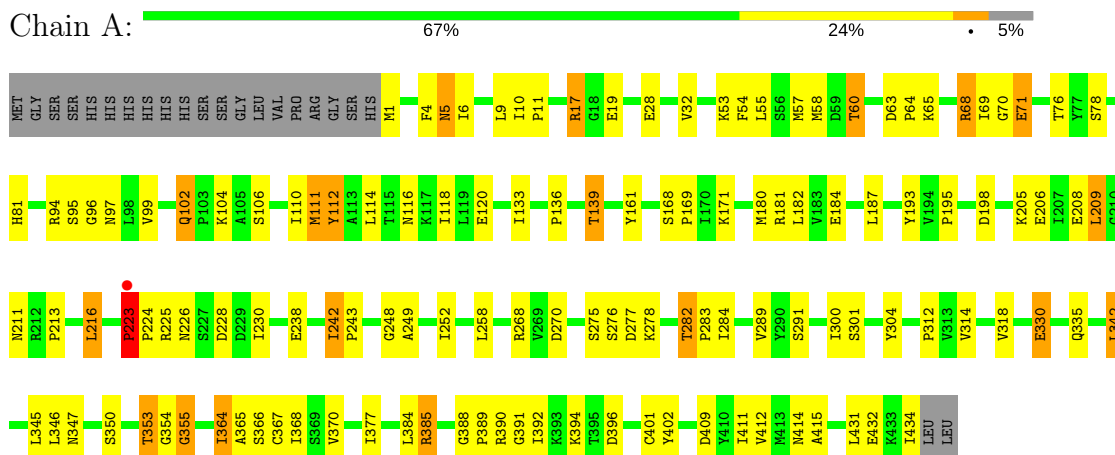 Chain A:
67% 24% • 5%
MET GLY SER SER HIS HIS HIS HIS HIS HIS SER SER GLY LEU VAL PRO ARG GLY SER HIS M1 F4 N5 I6 L9 I10 P11 R17 G18 E19 E28 V32 K53 F54 L55 S56 M57 M58 D59 T60 D63 P64 K65 R68 I69 G70 E71 T76 Y77 S78
H81 R94 S95 G96 N97 L98 V99 Q102 P103 K104 A105 S106 I110 M111 Y112 A113 L114 T115 N116 K117 I118 L119 E120 I133 P136 T139 Y161 S168 P169 I170 K171 M180 R181 L182 V183 E184 L187 Y193 V194 P195 D198 K205 E206 I207 E208 L209 G210
N211 R212 P213 L216 P223 P224 R225 N226 S227 D228 D229 I230 E238 I242 P243 G248 A249 I252 L258 R268 V269 D270 S275 S276 D277 K278 T282 P283 I284 V289 Y290 S291 I300 S301 Y304 P312 V313 V314 V318 E330 Q335 L342
L345 L346 N347 S350 T353 G354 G355 I364 A365 S366 C367 I368 S369 V370 I377 L384 R385 G388 P389 R390 G391 I392 K393 K394 T395 D396 C401 Y402 D409 Y410 I411 V412 M413 N414 A415 L431 E432 K433 I434 LEU LEU